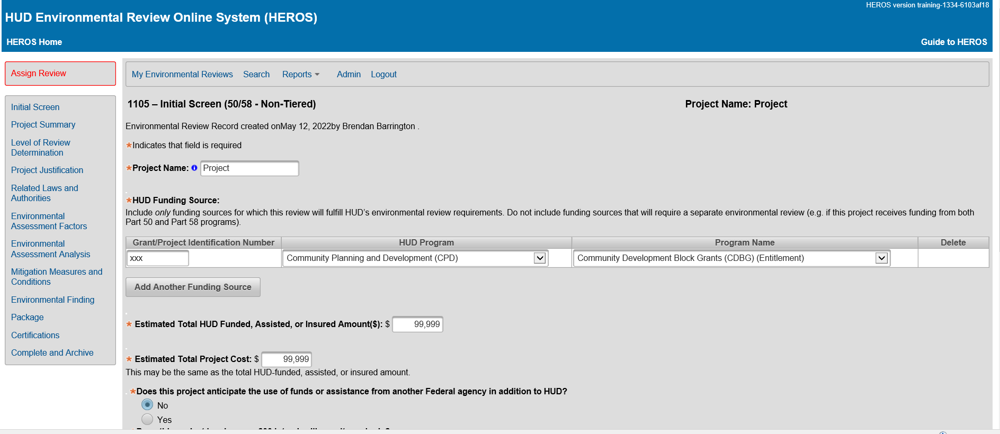 HEROS version training-1334-6103af18
HUD Environmental Review Online System (HEROS)
HEROS Home
Guide to HEROS
Assign Review
My Environmental Reviews Search Reports Admin Logout
Initial Screen
Project Summary
Level of Review
Determination
Project Justification
Related Laws and
Authorities
Environmental
Assessment Factors
Environmental
Assessment Analysis
Mitigation Measures and
Conditions
Environmental Finding
Package
Certifications
Complete and Archive
1105 – Initial Screen (50/58 - Non-Tiered)
Project Name: Project
Environmental Review Record created onMay 12, 2022by Brendan Barrington .
*Indicates that field is required
*Project Name: Project
*HUD Funding Source:
Include only funding sources for which this review will fulfill HUD's environmental review requirements. Do not include funding sources that will require a separate environmental review (e.g. if this project receives funding from both
Part 50 and Part 58 programs).
Grant/Project Identification Number HUD Program Program Name Delete
xxx Community Planning and Development (CPD) Community Development Block Grants (CDBG) (Entitlement)
Add Another Funding Source
* Estimated Total HUD Funded, Assisted, or Insured Amount($): $ 99,999
* Estimated Total Project Cost: $ 99,999
This may be the same as the total HUD-funded, assisted, or insured amount.
*Does this project anticipate the use of funds or assistance from another Federal agency in addition to HUD?
No
Yes